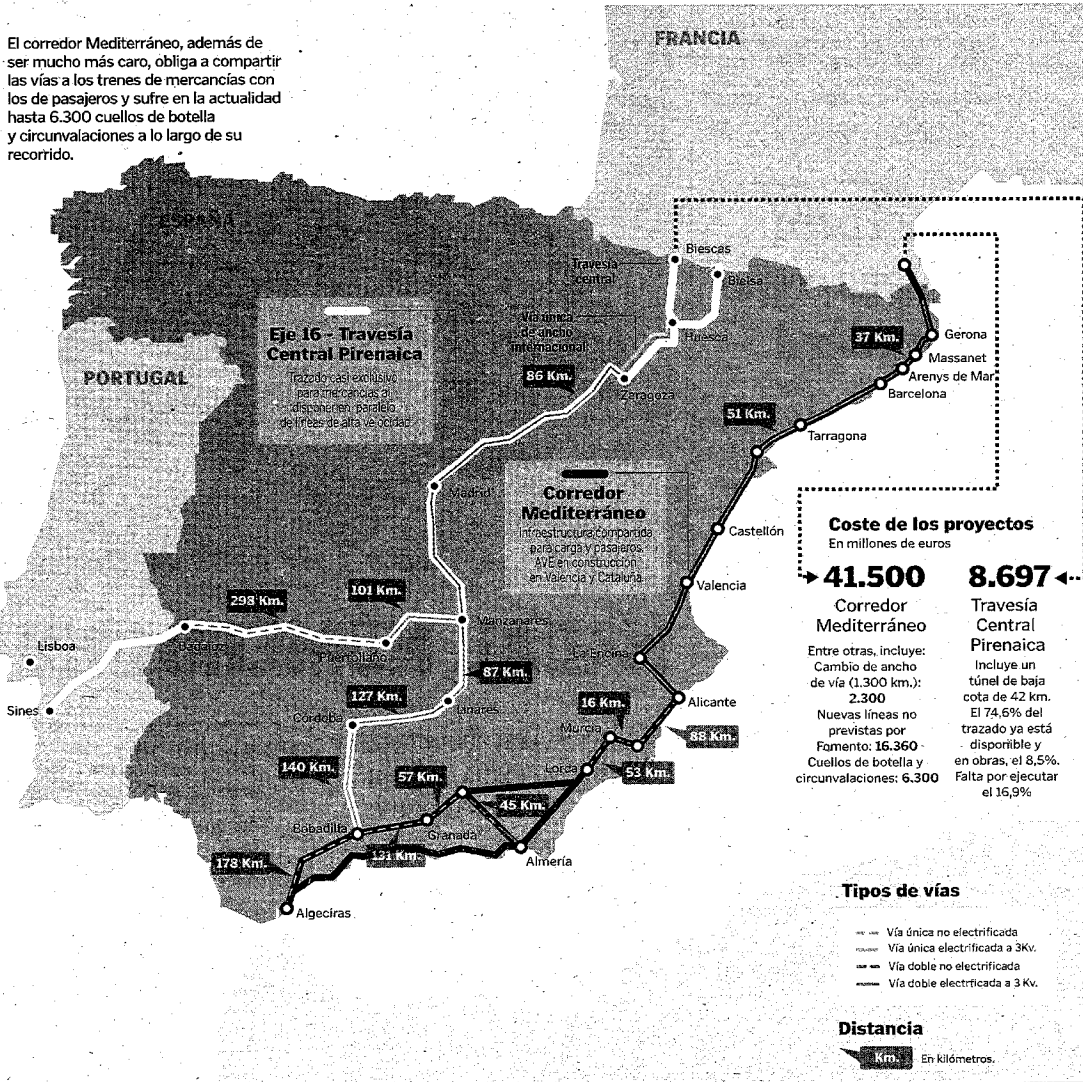 El corredor Mediterráneo, además de
ser mucho más caro, obliga a compartir
las vías a los trenes de mercancías con
los de pasajeros y sufre en la actualidad
hasta 6.300 cuellos de botella
y circunvalaciones a lo largo de su
recorrido.
FRANCIA
ESPAÑA
PORTUGAL
Biescas
Travesía
central
Bielsa
Vía única
de ancho
internacional
Huesca
86 Km.
Zaragoza
Eje 16 - Travesía
Central Pirenaica
Trazado casi exclusivo
para mercancías al
disponer en paralelo
de líneas de alta velocidad
37 Km.
Gerona
Massanet
Arenys de Mar
Barcelona
51 Km.
Tarragona
Madrid
Corredor
Mediterráneo
Infraestructura compartida
para carga y pasajeros.
AVE en construcción
en Valencia y Cataluña
Castellón
Valencia
Coste de los proyectos
En millones de euros
41.500
Corredor
Mediterráneo
Entre otras, incluye:
Cambio de ancho
de vía (1.300 km.):
2.300
Nuevas líneas no
previstas por
Fomento: 16.360
Cuellos de botella y
circunvalaciones: 6.300
8.697
Travesía
Central
Pirenaica
Incluye un
túnel de baja
cota de 42 km.
El 74,6% del
trazado ya está
disponible y
en obras, el 8,5%.
Falta por ejecutar
el 16,9%
298 Km.
101 Km.
Manzanares
Lisboa
Badajoz
Puertollano
La Encina
87 Km.
127 Km.
Linares
Sines
Córdoba
16 Km.
Alicante
Murcia
88 Km.
140 Km.
57 Km.
Lorca
53 Km.
45 Km.
Bobadilla
Granada
131 Km.
Almería
178 Km.
Algeciras
Tipos de vías
Vía única no electrificada
Vía única electrificada a 3Kv.
Vía doble no electrificada
Vía doble electrficada a 3 Kv.
Distancia
Km. En kilómetros.